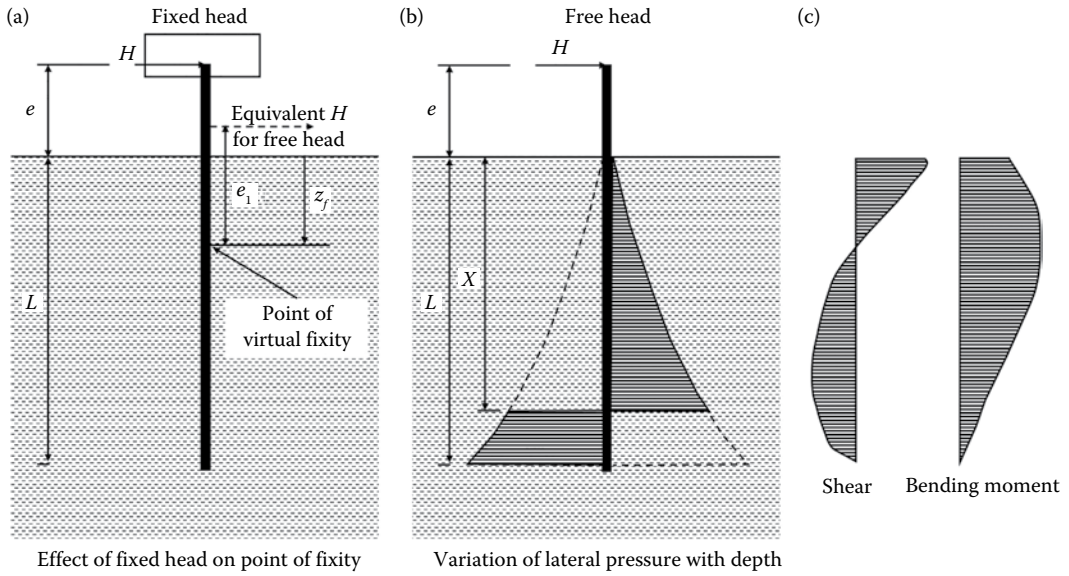 (a)
Fixed head
H
e
Equivalent H
for free head
e1
zf
L
Point of
virtual fixity
Effect of fixed head on point of fixity
(b)
Free head
H
e
X
L
Variation of lateral pressure with depth
(c)
Shear
Bending moment